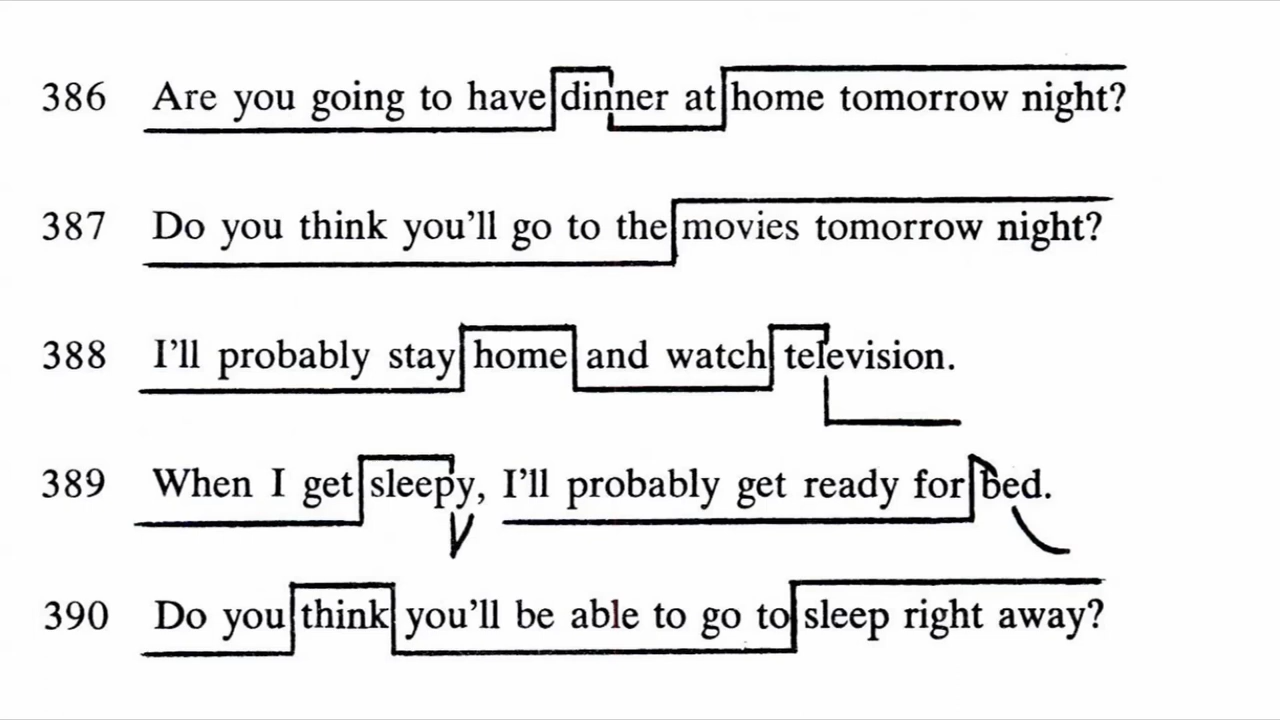 386 Are you going to have dinner at home tomorrow night?
387 Do you think you'll go to the movies tomorrow night?
388 I'll probably stay home and watch television.
389 When I get sleepy, I'll probably get ready for bed.
390 Do you think you'll be able to go to sleep right away?